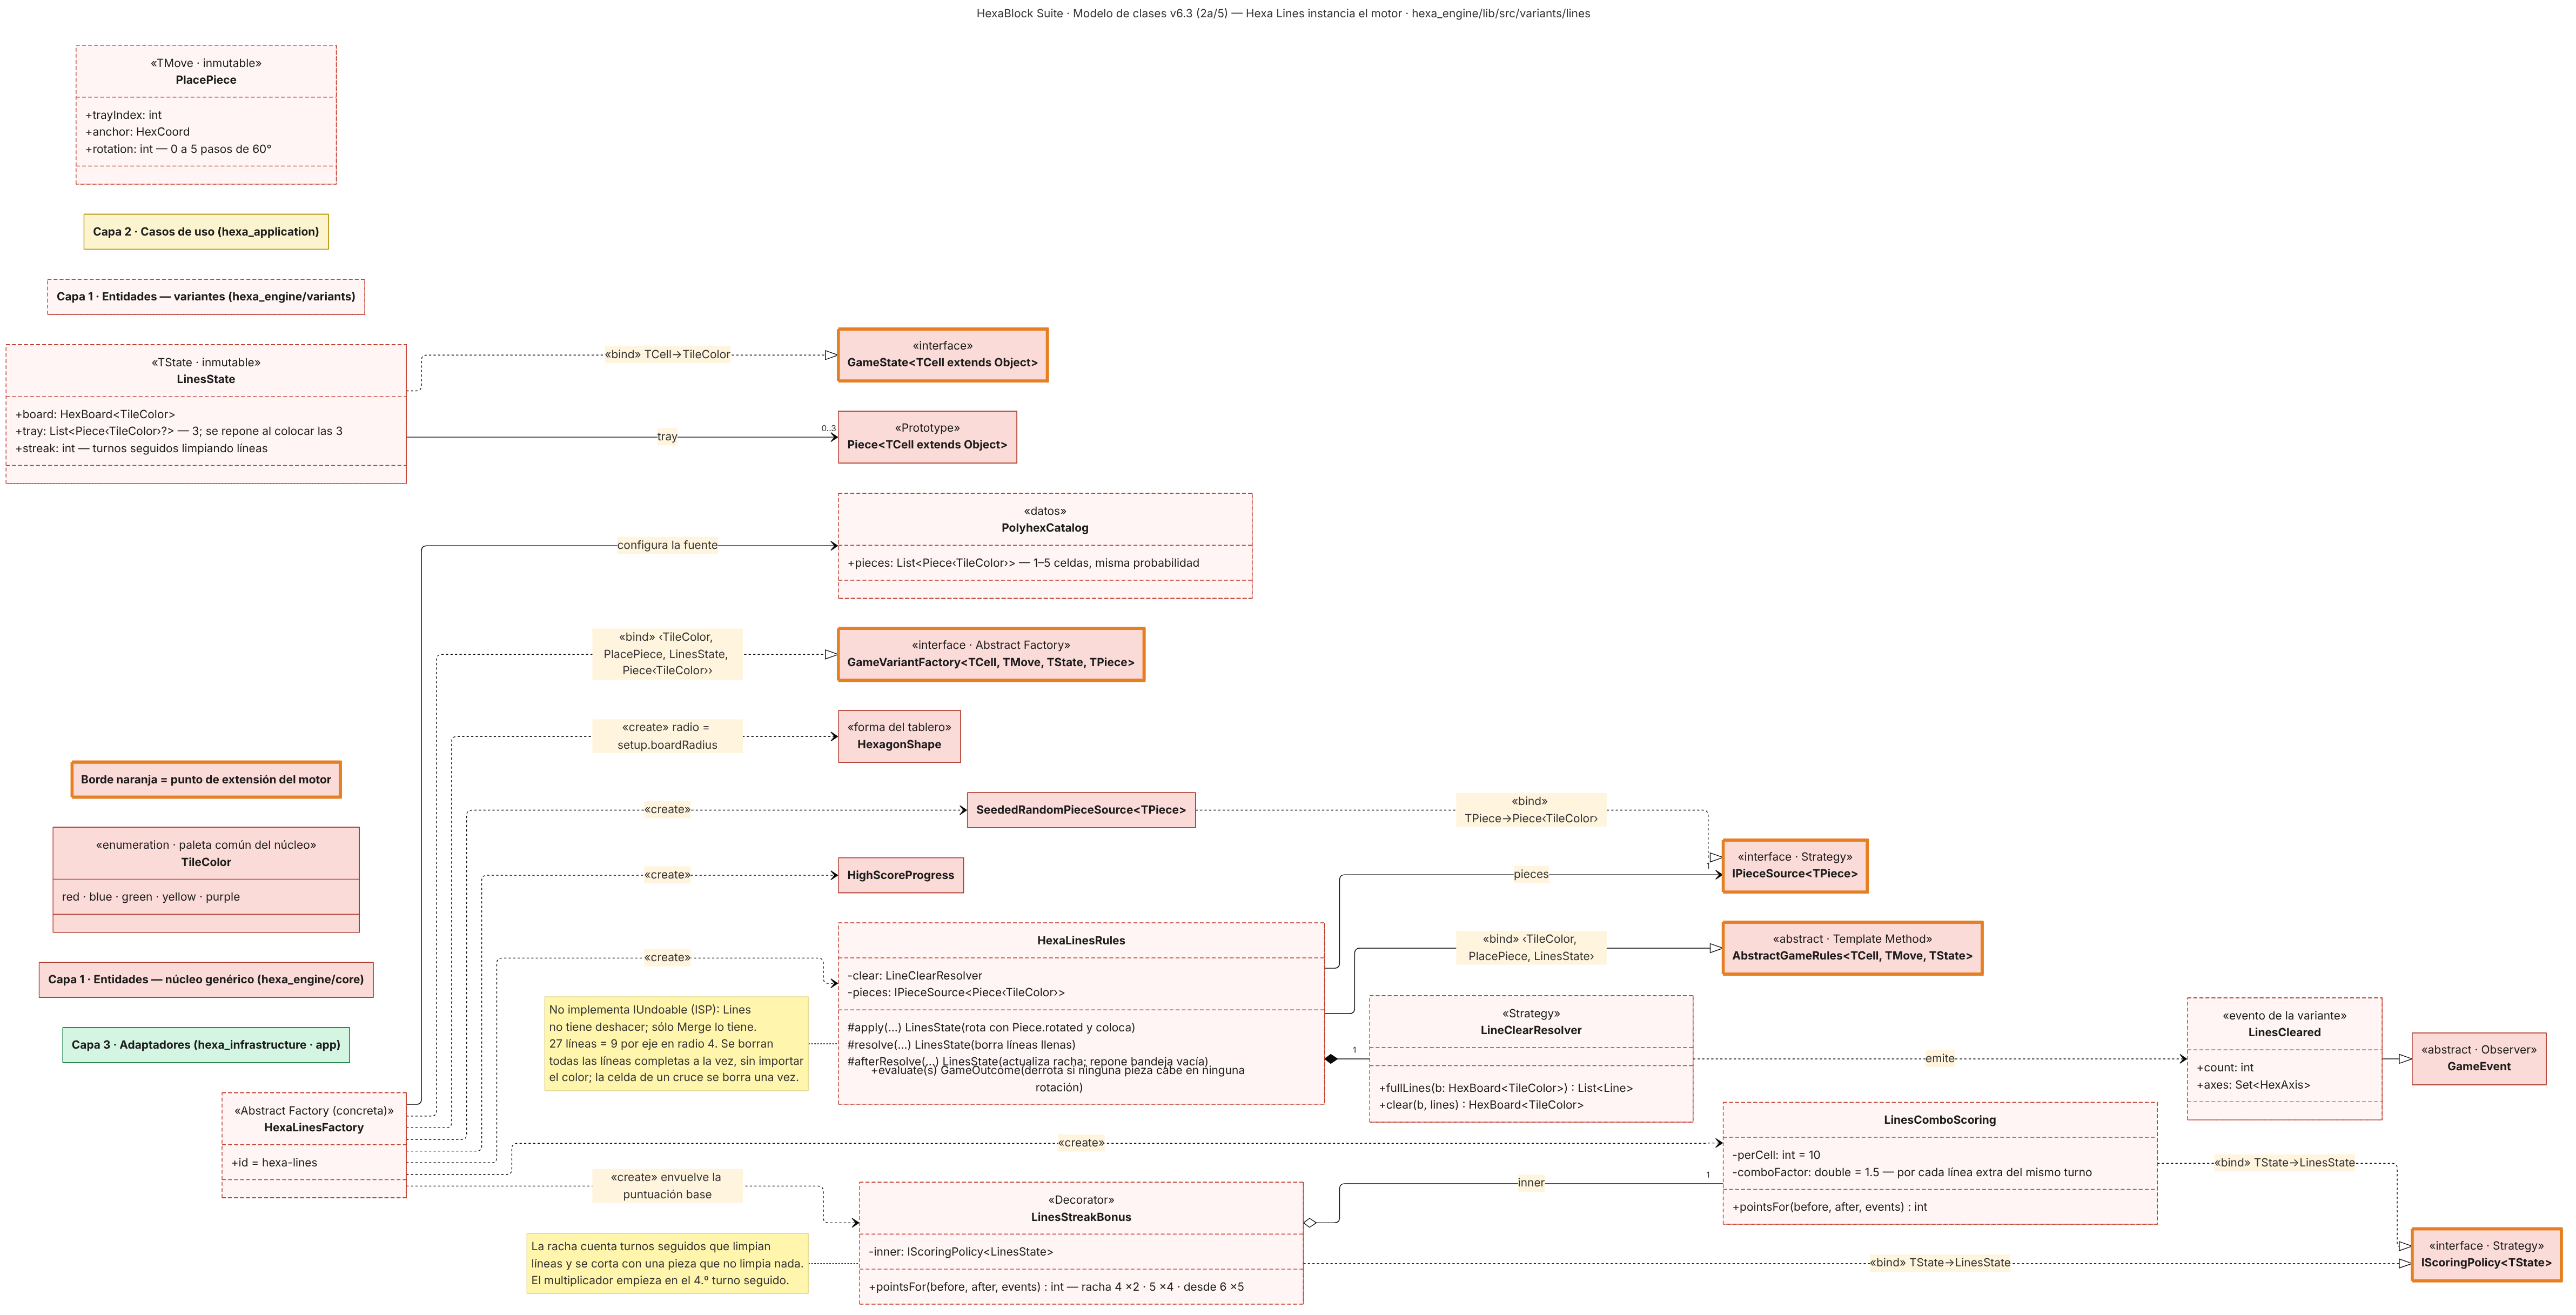 HexaBlock Suite · Modelo de clases v6.3 (2a/5) — Hexa Lines instancia el motor · hexa_engine/lib/src/variants/lines
«TMove · inmutable»
PlacePiece
+trayIndex: int
+anchor: HexCoord
+rotation: int — 0 a 5 pasos de 60°
Capa 2 · Casos de uso (hexa_application)
Capa 1 · Entidades — variantes (hexa_engine/variants)
«TState · inmutable»
LinesState
+board: HexBoard<TileColor>
+tray: List<Piece‹TileColor›?> — 3; se repone al colocar las 3
+streak: int — turnos seguidos limpiando líneas
«bind» TCell→TileColor
«interface»
GameState<TCell extends Object>
tray
0..3
«Prototype»
Piece<TCell extends Object>
configura la fuente
«datos»
PolyhexCatalog
+pieces: List<Piece‹TileColor›> — 1–5 celdas, misma probabilidad
«bind» ‹TileColor,
PlacePiece, LinesState,
Piece‹TileColor››
«interface · Abstract Factory»
GameVariantFactory<TCell, TMove, TState, TPiece>
«create» radio =
setup.boardRadius
«forma del tablero»
HexagonShape
Borde naranja = punto de extensión del motor
«create»
SeededRandomPieceSource<TPiece>
«bind»
TPiece→Piece‹TileColor›
«enumeration · paleta común del núcleo»
TileColor
red · blue · green · yellow · purple
«create»
HighScoreProgress
pieces
1
«interface · Strategy»
IPieceSource<TPiece>
Capa 1 · Entidades — núcleo genérico (hexa_engine/core)
«create»
HexaLinesRules
-clear: LineClearResolver
-pieces: IPieceSource<Piece‹TileColor›>
#apply(...) LinesState(rota con Piece.rotated y coloca)
#resolve(...) LinesState(borra líneas llenas)
#afterResolve(...) LinesState(actualiza racha; repone bandeja vacía)
+evaluate(s) GameOutcome(derrota si ninguna pieza cabe en ninguna
rotación)
«bind» ‹TileColor,
PlacePiece, LinesState›
«abstract · Template Method»
AbstractGameRules<TCell, TMove, TState>
No implementa IUndoable (ISP): Lines
no tiene deshacer; sólo Merge lo tiene.
27 líneas = 9 por eje en radio 4. Se borran
todas las líneas completas a la vez, sin importar
el color; la celda de un cruce se borra una vez.
Capa 3 · Adaptadores (hexa_infrastructure · app)
1
«Strategy»
LineClearResolver
+fullLines(b: HexBoard<TileColor>) : List<Line>
+clear(b, lines) : HexBoard<TileColor>
emite
«evento de la variante»
LinesCleared
+count: int
+axes: Set<HexAxis>
«abstract · Observer»
GameEvent
«Abstract Factory (concreta)»
HexaLinesFactory
+id = hexa-lines
«create»
LinesComboScoring
-perCell: int = 10
-comboFactor: double = 1.5 — por cada línea extra del mismo turno
+pointsFor(before, after, events) : int
«bind» TState→LinesState
«create» envuelve la
puntuación base
«Decorator»
LinesStreakBonus
-inner: IScoringPolicy<LinesState>
+pointsFor(before, after, events) : int — racha 4 ×2 · 5 ×4 · desde 6 ×5
inner
1
La racha cuenta turnos seguidos que limpian
líneas y se corta con una pieza que no limpia nada.
El multiplicador empieza en el 4.º turno seguido.
«bind» TState→LinesState
«interface · Strategy»
IScoringPolicy<TState>